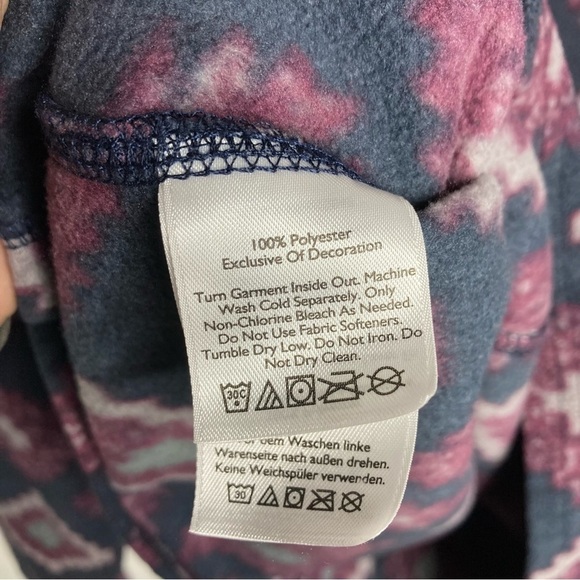 100% Polyester
Exclusive Of Decoration
Turn Garment Inside Out. Machine
Wash Cold Separately. Only
Non-Chlorine Bleach As Needed.
Do Not Use Fabric Softeners.
Tumble Dry Low. Do Not Iron. Do
Not Dry Clean.
30C
dem Waschen linke
Warenseite nach außen drehen.
Keine Weichspüler verwenden.
30